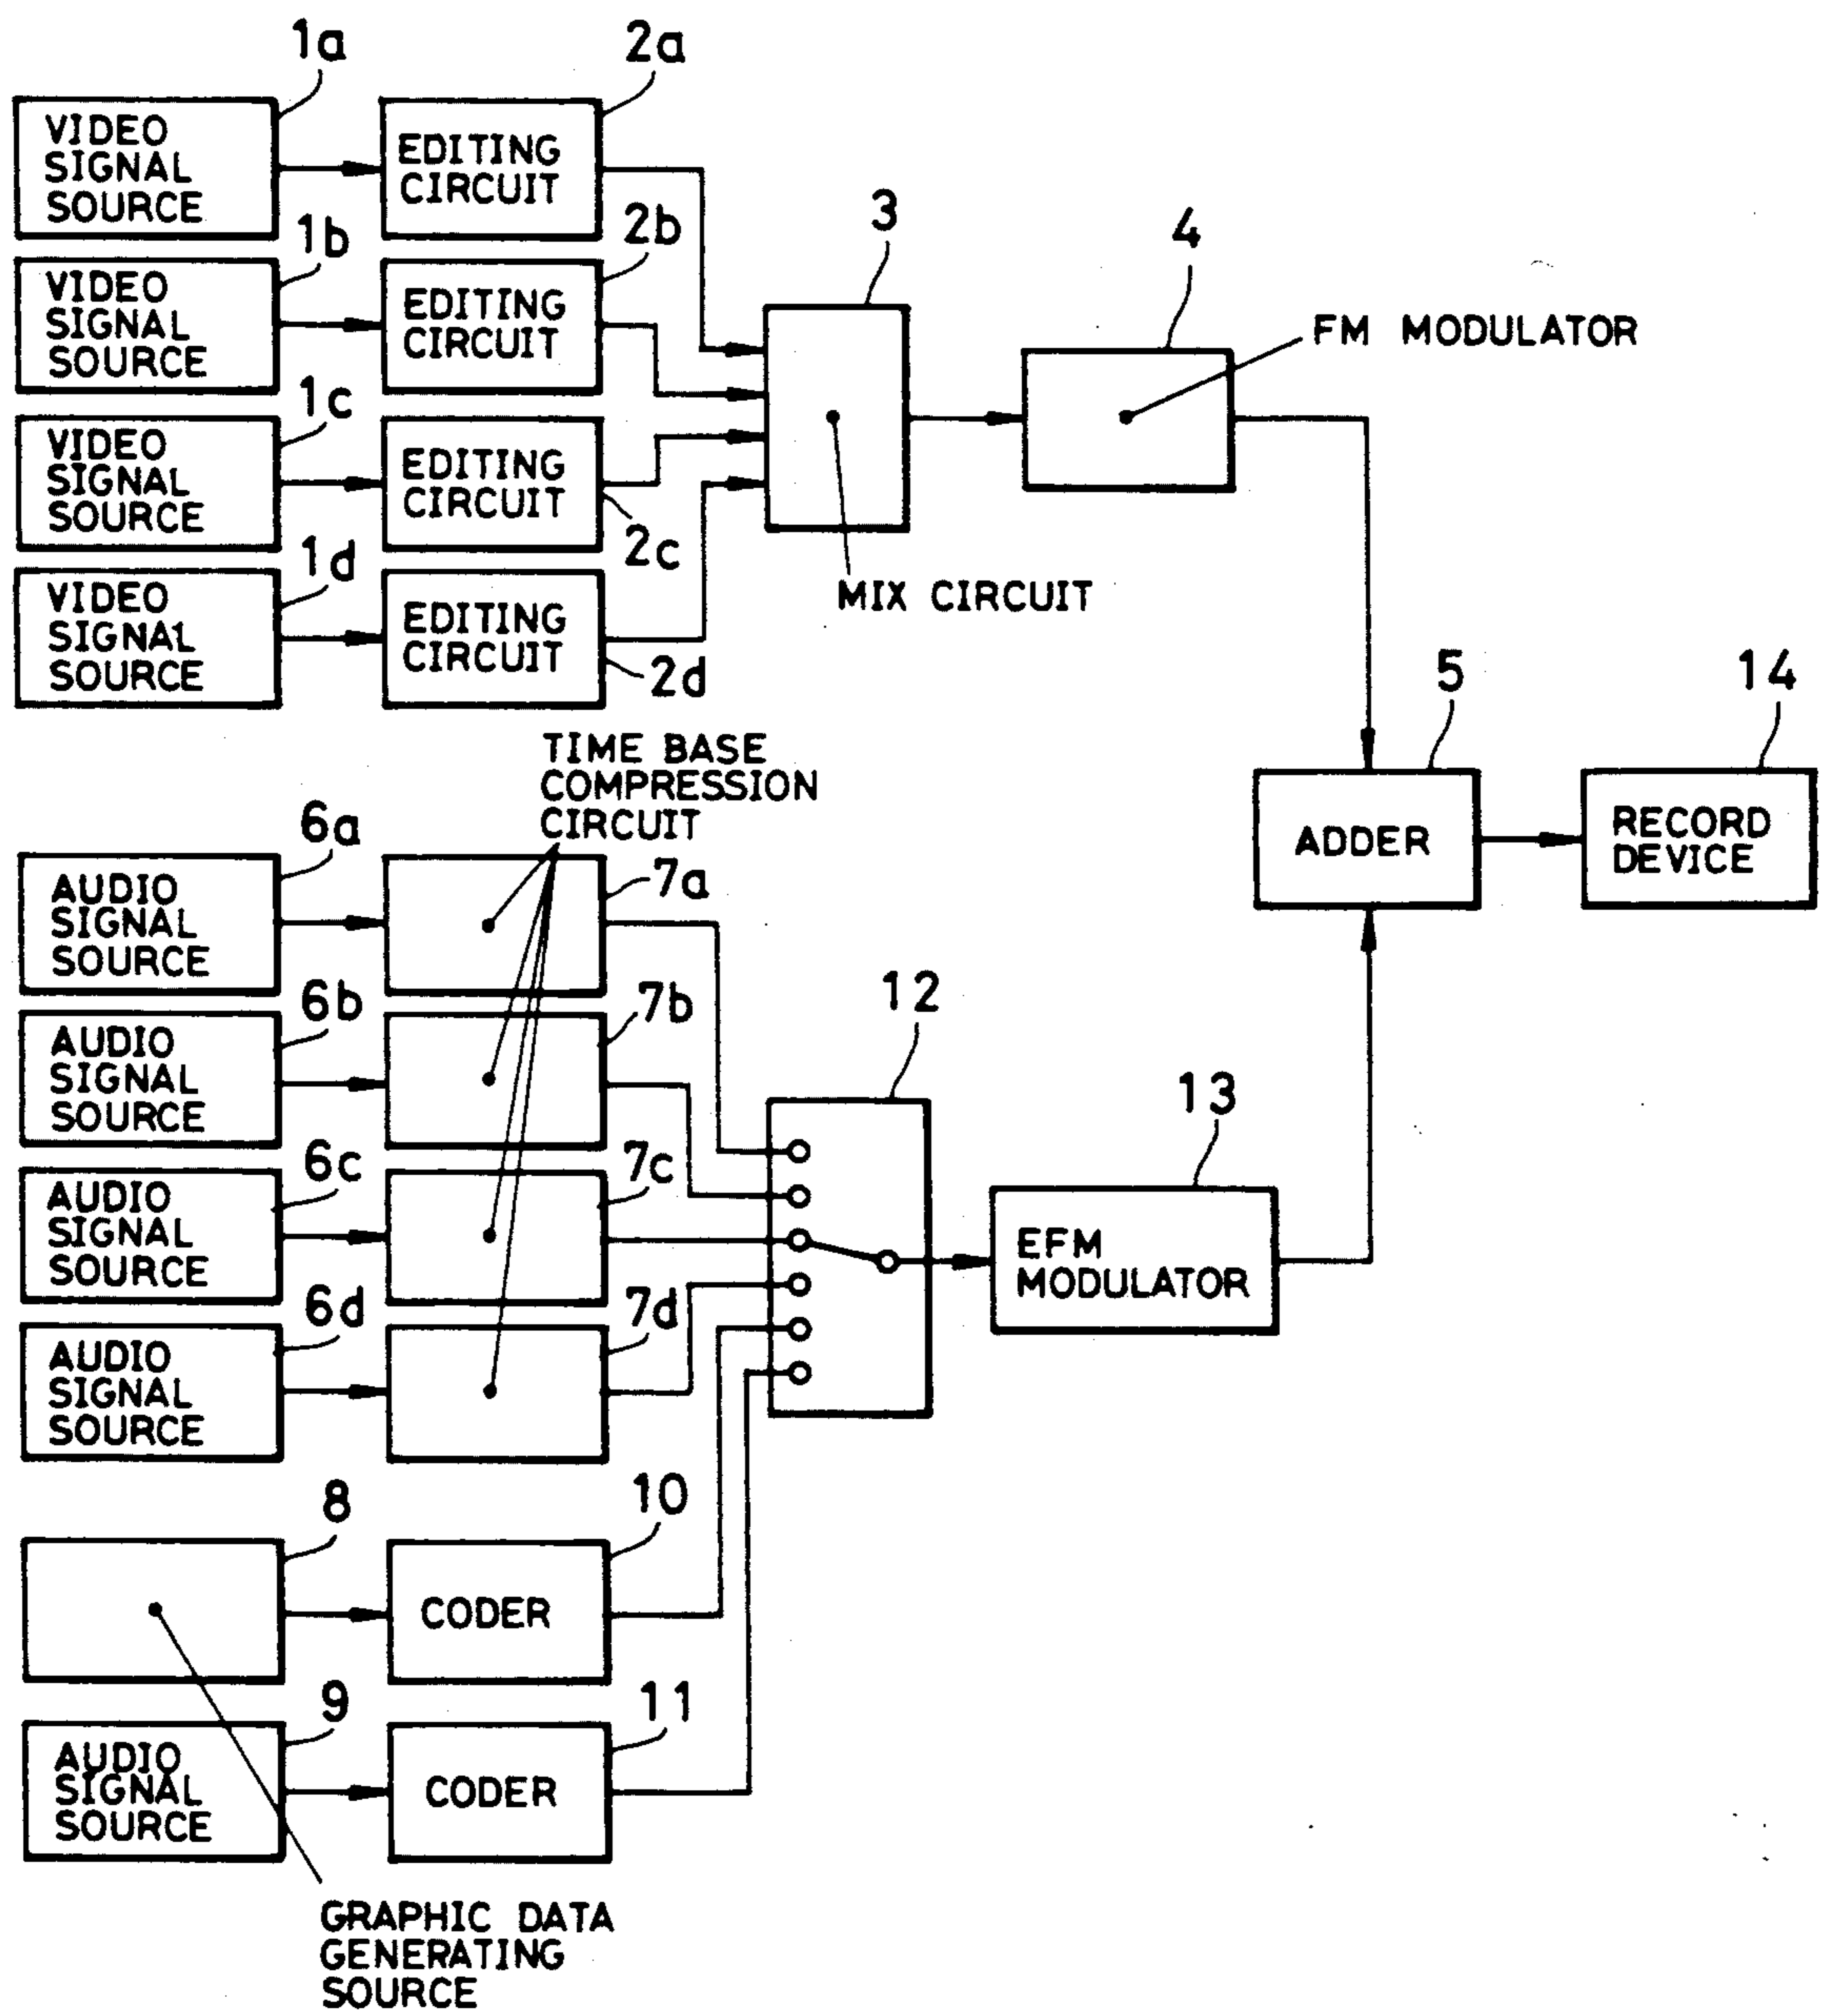 1a
2a
VIDEO
SIGNAL
SOURCE
EDITING
CIRCUIT
1b
2b
VIDEO
SIGNAL
SOURCE
EDITING
CIRCUIT
3
4
FM MODULATOR
1c
VIDEO
SIGNAL
SOURCE
EDITING
CIRCUIT
2c
MIX CIRCUIT
1d
VIDEO
SIGNAL
SOURCE
EDITING
CIRCUIT
2d
5
14
ADDER
RECORD
DEVICE
TIME BASE
COMPRESSION
CIRCUIT
6a
AUDIO
SIGNAL
SOURCE
7a
6b
AUDIO
SIGNAL
SOURCE
7b
12
13
6c
AUDIO
SIGNAL
SOURCE
7c
EFM
MODULATOR
6d
AUDIO
SIGNAL
SOURCE
7d
8
10
CODER
9
11
AUDIO
SIGNAL
SOURCE
CODER
GRAPHIC DATA
GENERATING
SOURCE